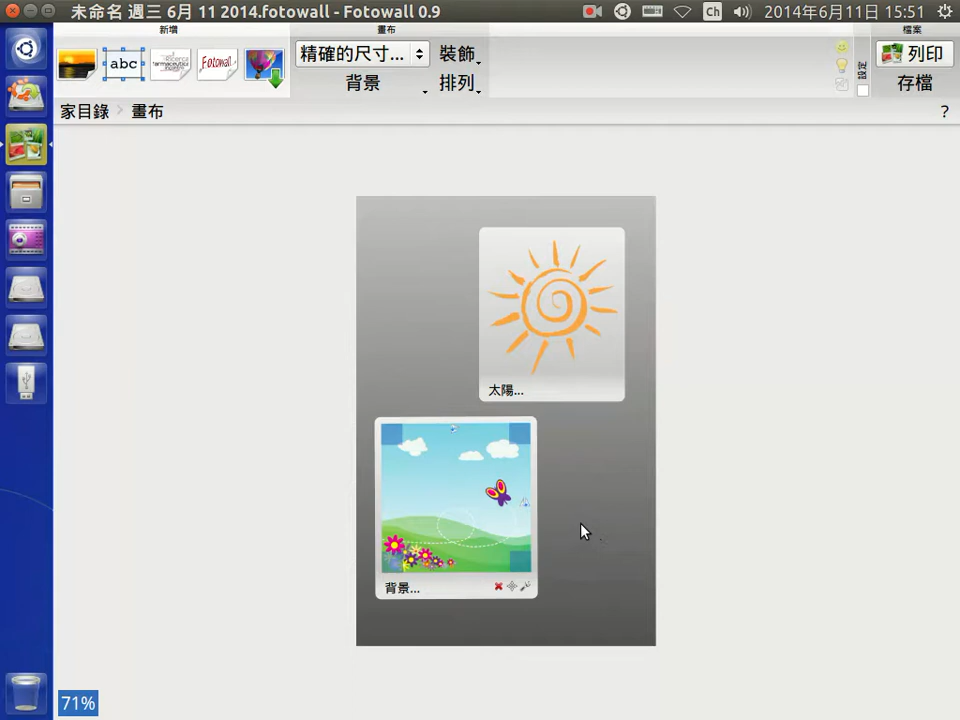 未命名 週三 6月 11 2014.fotowall - Fotowall 0.9
Ch
2014年6月11日 15:51
新增
畫布
檔案
abc
Ricerca
Fotowall
精確的尺寸...
裝飾
背景
排列
設定
列印
存檔
家目錄
畫布
?
太陽...
背景...
71%